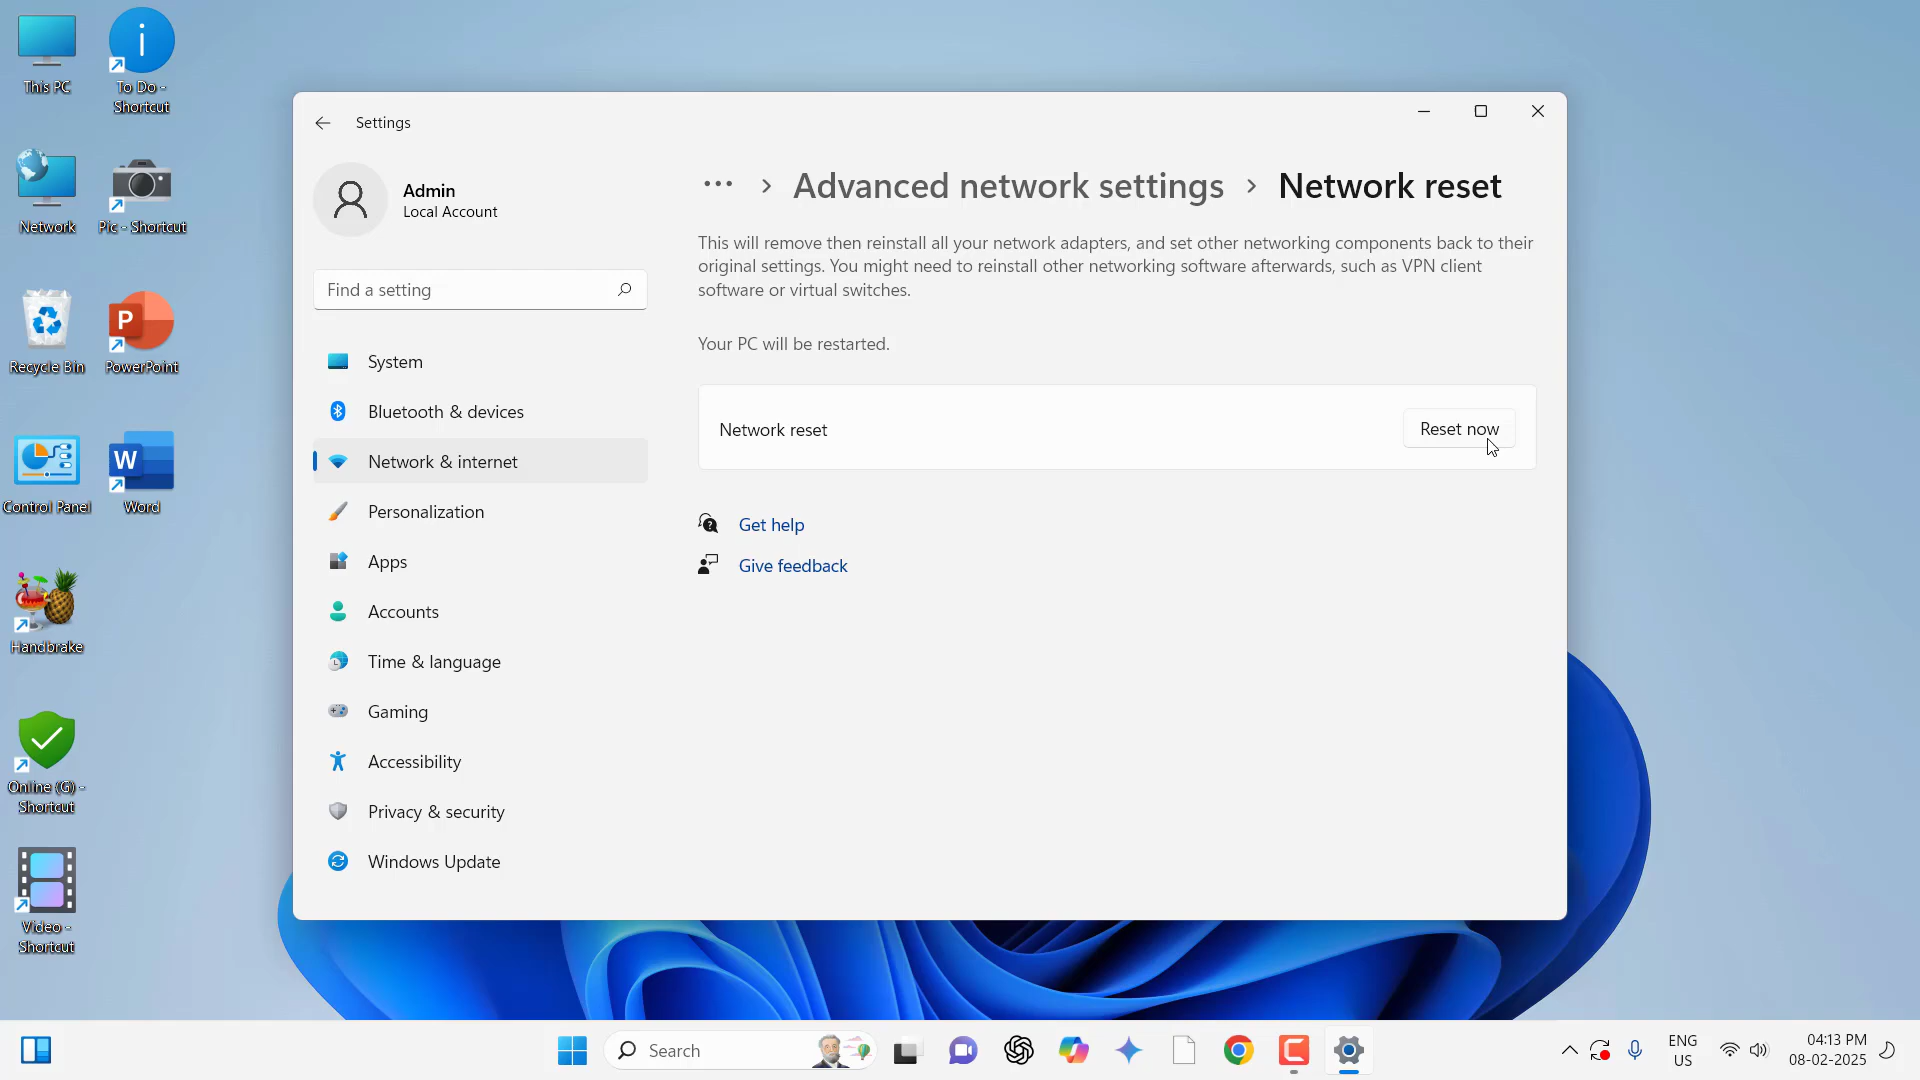 This PC
To Do -
Shortcut
Network
Pic - Shortcut
Recycle Bin
P
PowerPoint
Control Panel
W
Word
Handbrake
Online (G) -
Shortcut
Video -
Shortcut
Settings
Admin
Local Account
Find a setting
System
Bluetooth & devices
Network & internet
Personalization
Apps
Accounts
Time & language
Gaming
Accessibility
Privacy & security
Windows Update
... > Advanced network settings > Network reset
This will remove then reinstall all your network adapters, and set other networking components back to their
original settings. You might need to reinstall other networking software afterwards, such as VPN client
software or virtual switches.
Your PC will be restarted.
Network reset
Reset now
Get help
Give feedback
Search
ENG
US
04:13 PM
08-02-2025